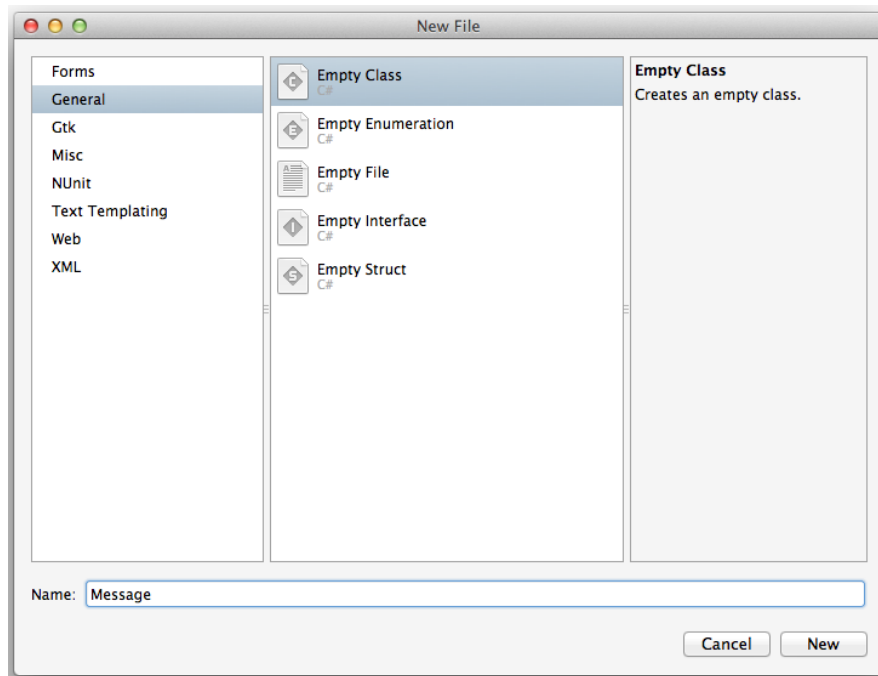 New File
Forms
General
Gtk
Misc
NUnit
Text Templating
Web
XML
Empty Class
C#
Empty Enumeration
C#
Empty File
C#
Empty Interface
C#
Empty Struct
C#
Empty Class
Creates an empty class.
Name: Message
Cancel New